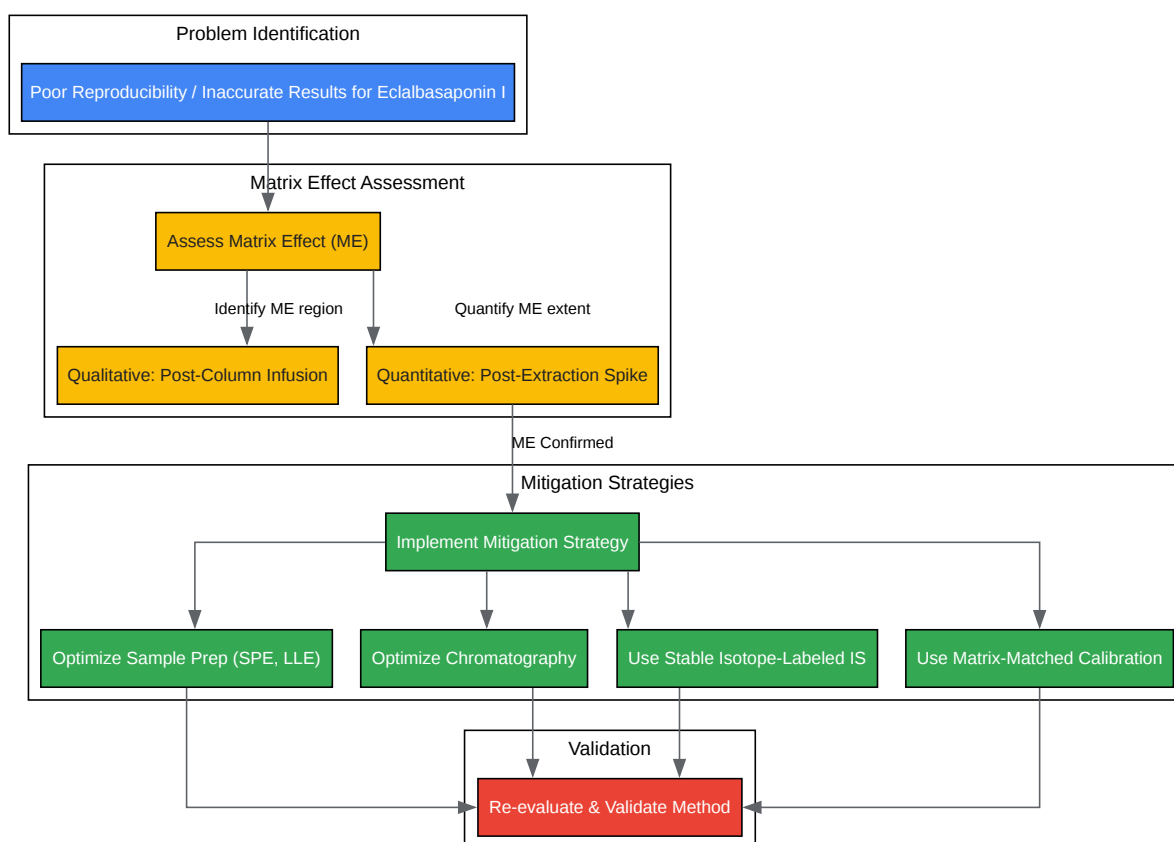 Problem Identification
Poor Reproducibility / Inaccurate Results for Eclalbasaponin I
Matrix Effect Assessment
Assess Matrix Effect (ME)
Identify ME region
Quantify ME extent
Qualitative: Post-Column Infusion
Quantitative: Post-Extraction Spike
ME Confirmed
Mitigation Strategies
Implement Mitigation Strategy
Optimize Sample Prep (SPE, LLE)
Optimize Chromatography
Use Stable Isotope-Labeled IS
Use Matrix-Matched Calibration
Validation
Re-evaluate & Validate Method